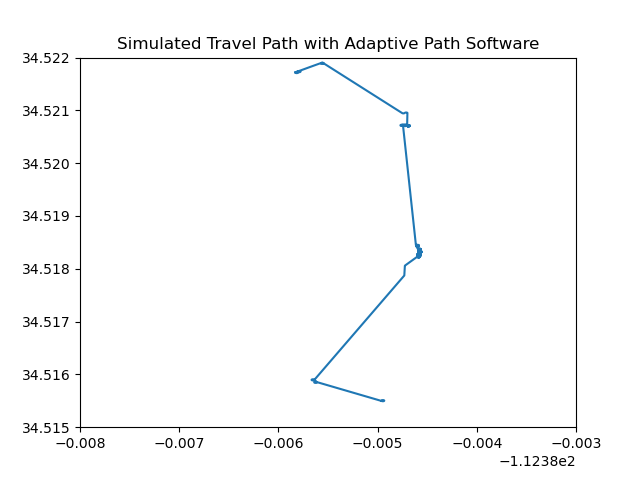 Simulated Travel Path with Adaptive Path Software
34.522
34.521
34.520
34.519
34.518
34.517
34.516
34.515
−0.008 −0.007 −0.006 −0.005 −0.004 −0.003
−1.1238e2